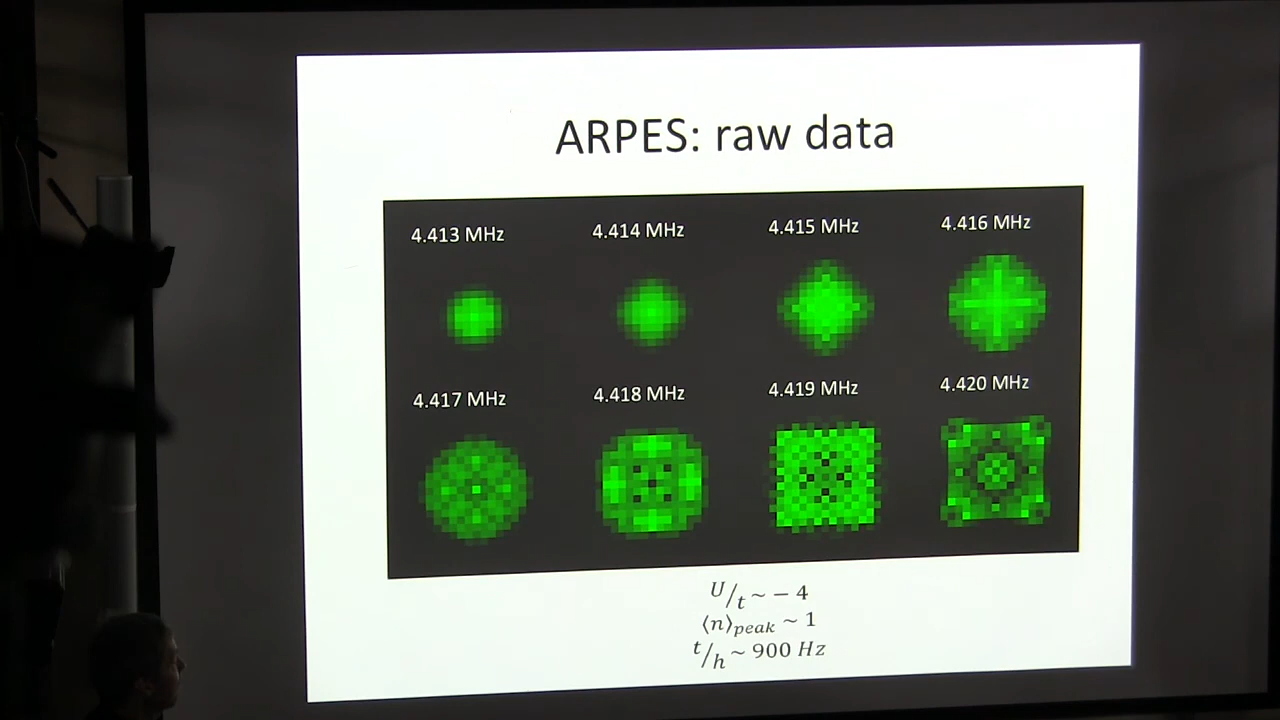 ARPES: raw data
4.413 MHz 4.414 MHz 4.415 MHz 4.416 MHz
4.417 MHz 4.418 MHz 4.419 MHz 4.420 MHz
U/t ~ − 4
⟨n⟩peak ~ 1
t/h ~ 900 Hz